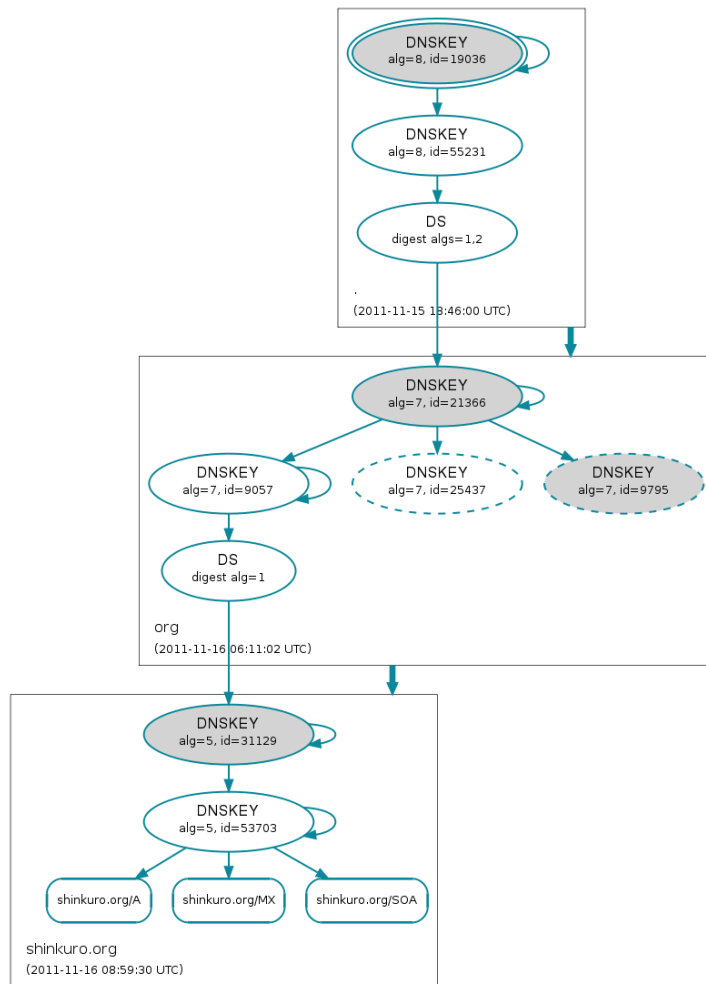 DNSKEY
alg=8, id=19036
DNSKEY
alg=8, id=55231
DS
digest algs=1,2
.
(2011-11-15 18:46:00 UTC)
DNSKEY
alg=7, id=21366
DNSKEY
alg=7, id=9057
DNSKEY
alg=7, id=25437
DNSKEY
alg=7, id=9795
DS
digest alg=1
org
(2011-11-16 06:11:02 UTC)
DNSKEY
alg=5, id=31129
DNSKEY
alg=5, id=53703
shinkuro.org/A
shinkuro.org/MX
shinkuro.org/SOA
shinkuro.org
(2011-11-16 08:59:30 UTC)